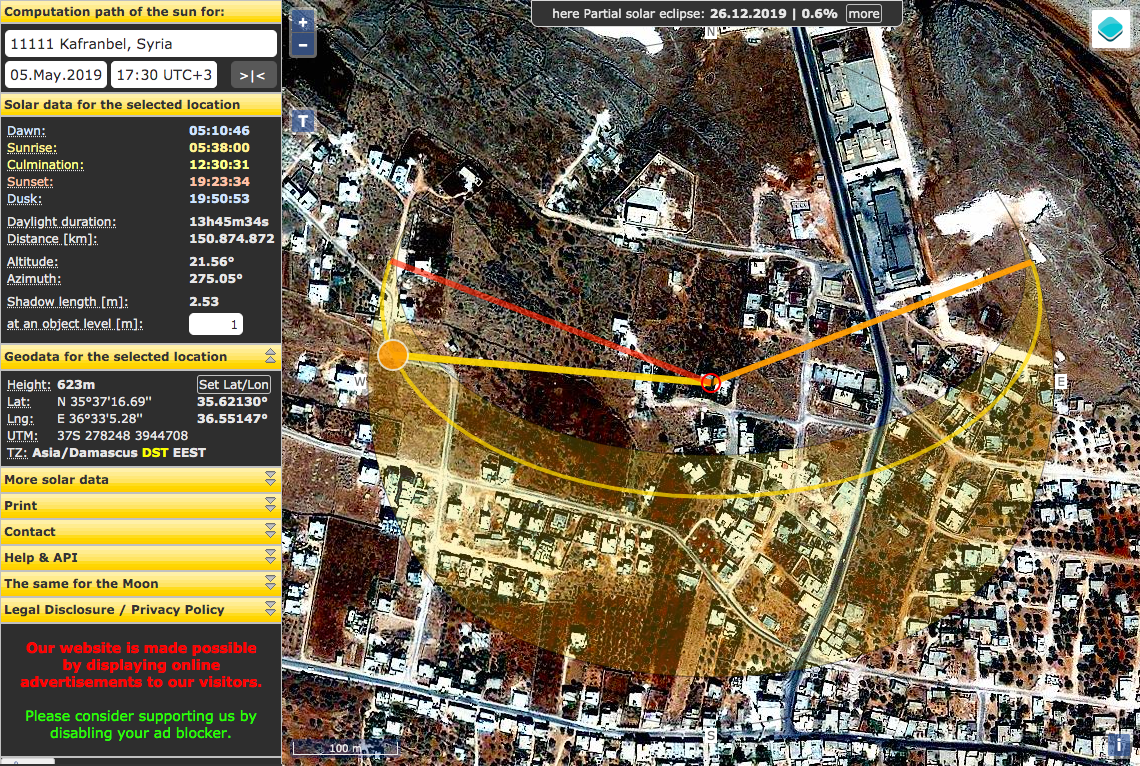 Computation path of the sun for:
11111 Kafranbel, Syria
05.May.2019 17:30 UTC+3 >|<
Solar data for the selected location
Dawn: 05:10:46
Sunrise: 05:38:00
Culmination: 12:30:31
Sunset: 19:23:34
Dusk: 19:50:53
Daylight duration: 13h45m34s
Distance [km]: 150.874.872
Altitude: 21.56°
Azimuth: 275.05°
Shadow length [m]: 2.53
at an object level [m]: 1
Geodata for the selected location
Height: 623m Set Lat/Lon
Lat: N 35°37'16.69'' 35.62130°
Lng: E 36°33'5.28'' 36.55147°
UTM: 37S 278248 3944708
TZ: Asia/Damascus DST EEST
More solar data
Print
Contact
Help & API
The same for the Moon
Legal Disclosure / Privacy Policy
Our website is made possible
by displaying online
advertisements to our visitors.
Please consider supporting us by
disabling your ad blocker.
here Partial solar eclipse: 26.12.2019 | 0.6% more
+
−
T
N
W
E
S
100 m
i